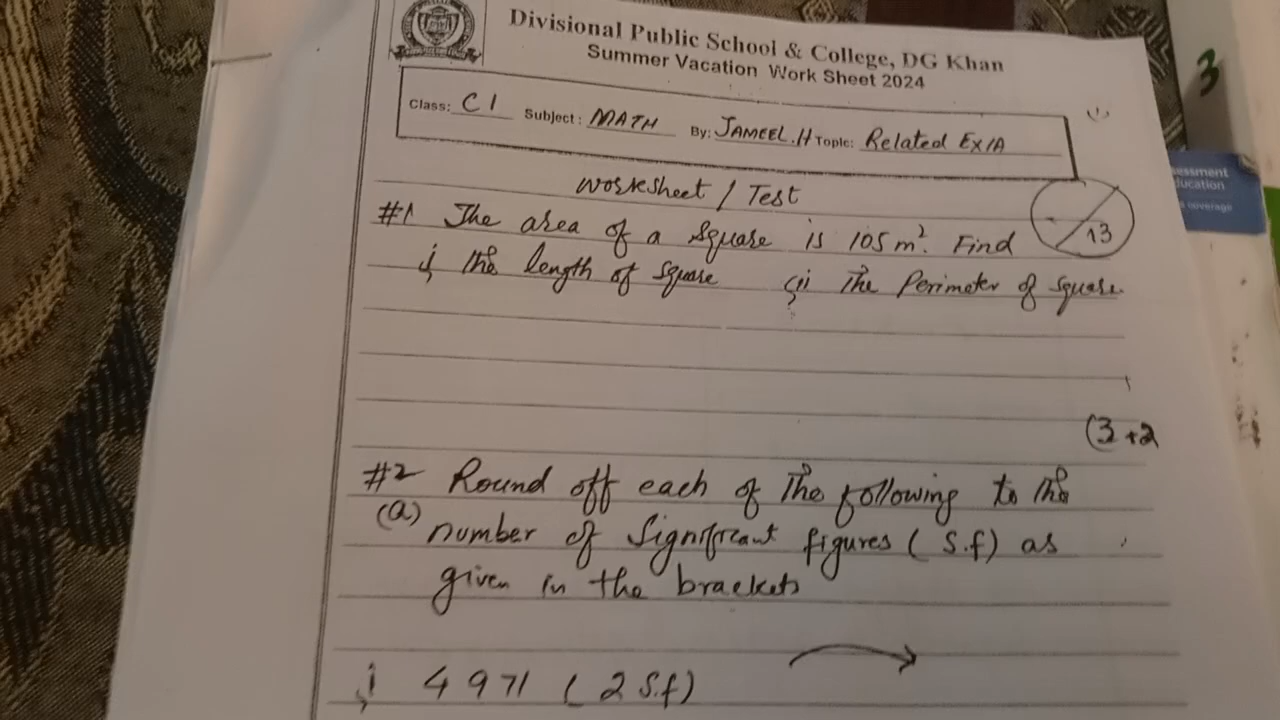 Divisional Public School & College, DG Khan
Summer Vacation Work Sheet 2024
Class: C1 Subject: MATH By: JAMEEL.H Topic: Related Ex1A
Worksheet / Test
13
#1 The area of a Square is 105 m². Find
i, the length of Square (ii, The Perimeter of Square.
(3+2
#2 Round off each of The following to the
(a) number of Significant figures (S.f) as
given in the brackets
i, 4971 (2 S.f)
3
essment
ducation
s coverage